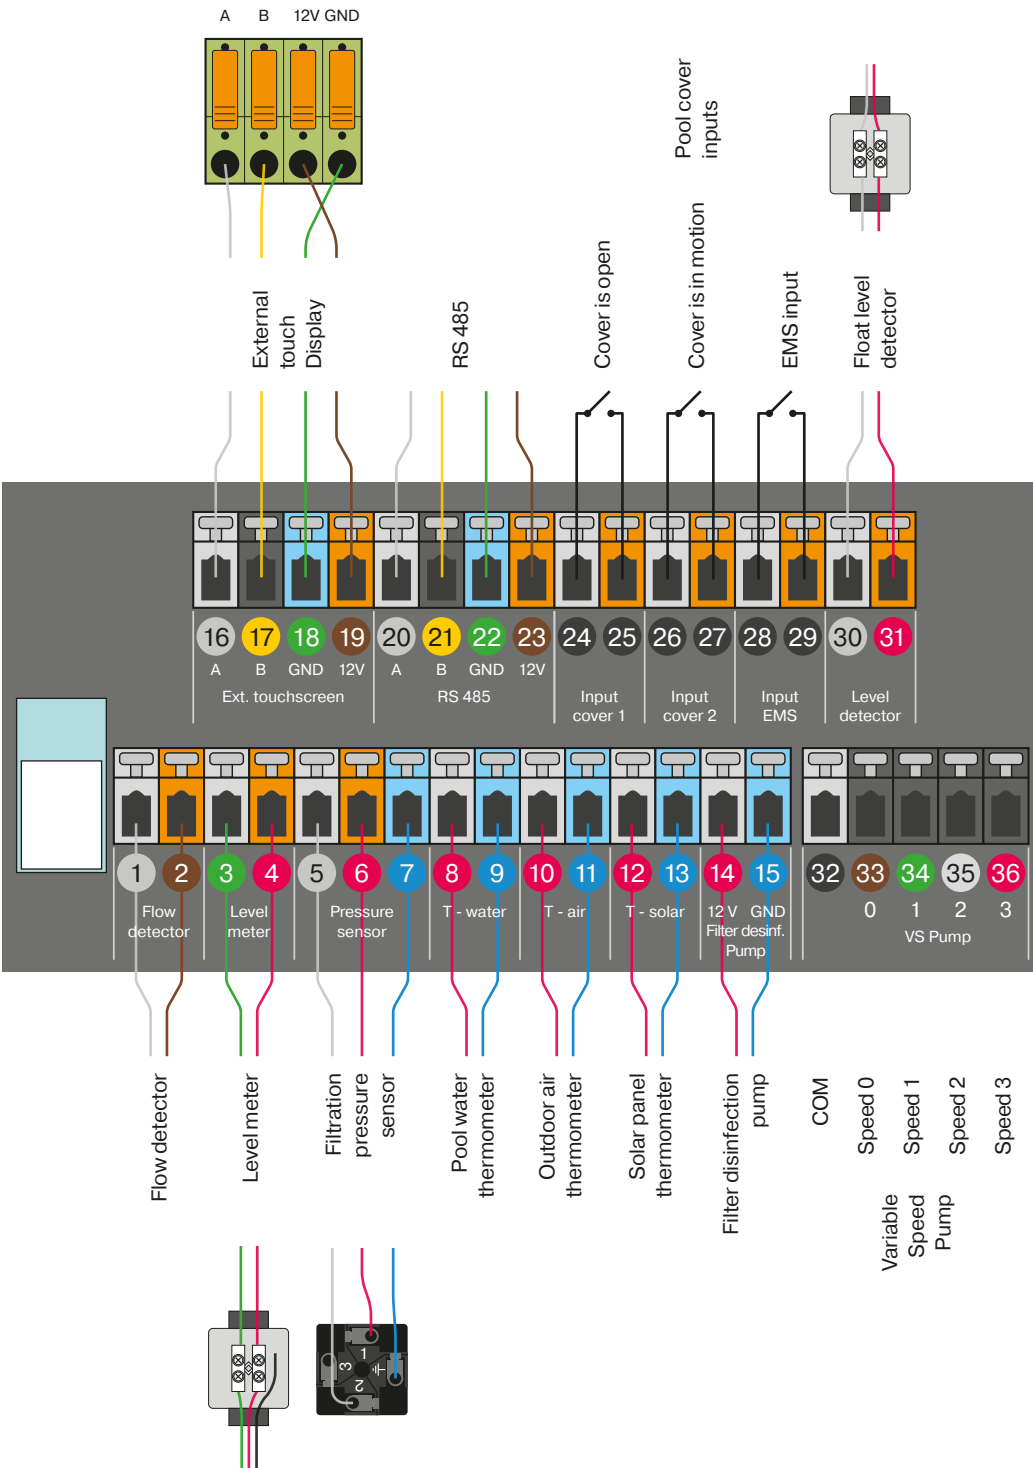 A B 12V GND
Pool cover
inputs
External
touch
Display
RS 485
Cover is open
Cover is in motion
EMS input
Float level
detector
16 17 18 19 20 21 22 23 24 25 26 27 28 29 30 31
A B GND 12V A B GND 12V
Ext. touchscreen
RS 485
Input
cover 1
Input
cover 2
Input
EMS
Level
detector
1 2 3 4 5 6 7 8 9 10 11 12 13 14 15 32 33 34 35 36
Flow
detector
Level
meter
Pressure
sensor
T - water
T - air
T - solar
12 V GND
Filter desinf.
Pump
0 1 2 3
VS Pump
Flow detector
Level meter
Filtration
pressure
sensor
Pool water
thermometer
Outdoor air
thermometer
Solar panel
thermometer
Filter disinfection
pump
COM
Speed 0
Speed 1
Speed 2
Speed 3
Variable
Speed
Pump
1
3
2